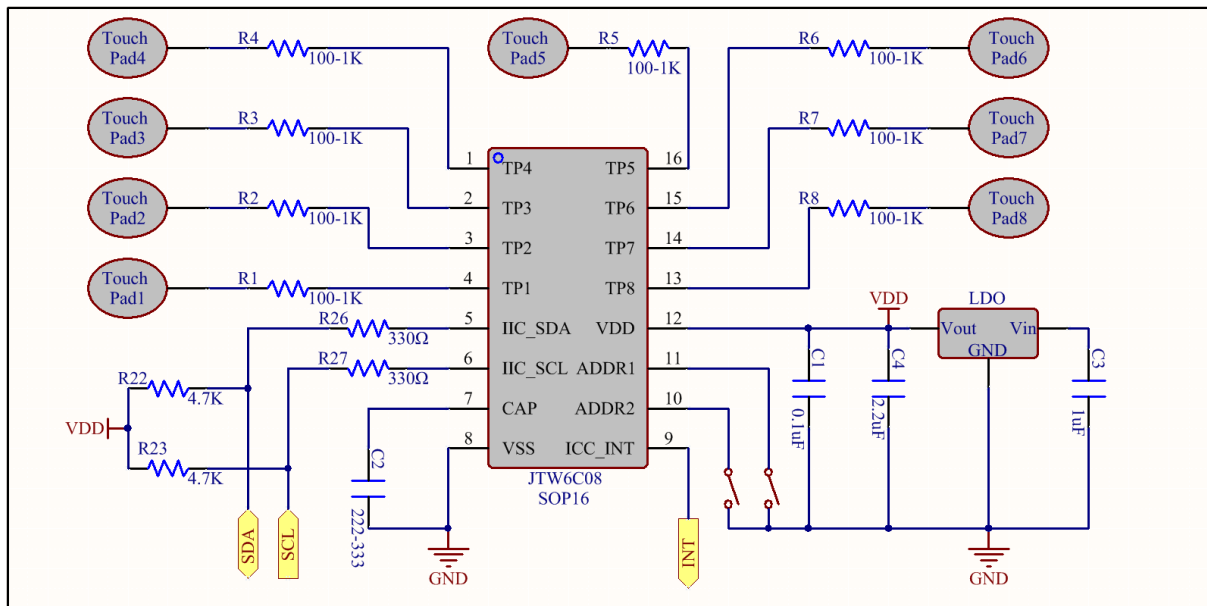 Touch
Pad4
R4
100-1K
Touch
Pad5
R5
100-1K
R6
100-1K
Touch
Pad6
Touch
Pad3
R3
100-1K
R7
100-1K
Touch
Pad7
Touch
Pad2
R2
100-1K
R8
100-1K
Touch
Pad8
Touch
Pad1
R1
100-1K
1 TP4 TP5 16
2 TP3 TP6 15
3 TP2 TP7 14
4 TP1 TP8 13
5 IIC_SDA VDD 12
6 IIC_SCL ADDR1 11
7 CAP ADDR2 10
8 VSS ICC_INT 9
JTW6C08
SOP16
R26
330Ω
R27
330Ω
R22
4.7K
VDD
R23
4.7K
C2
222-333
SDA
SCL
GND
INT
VDD
LDO
Vout Vin
GND
C1
0.1uF
C4
2.2uF
C3
1uF
GND